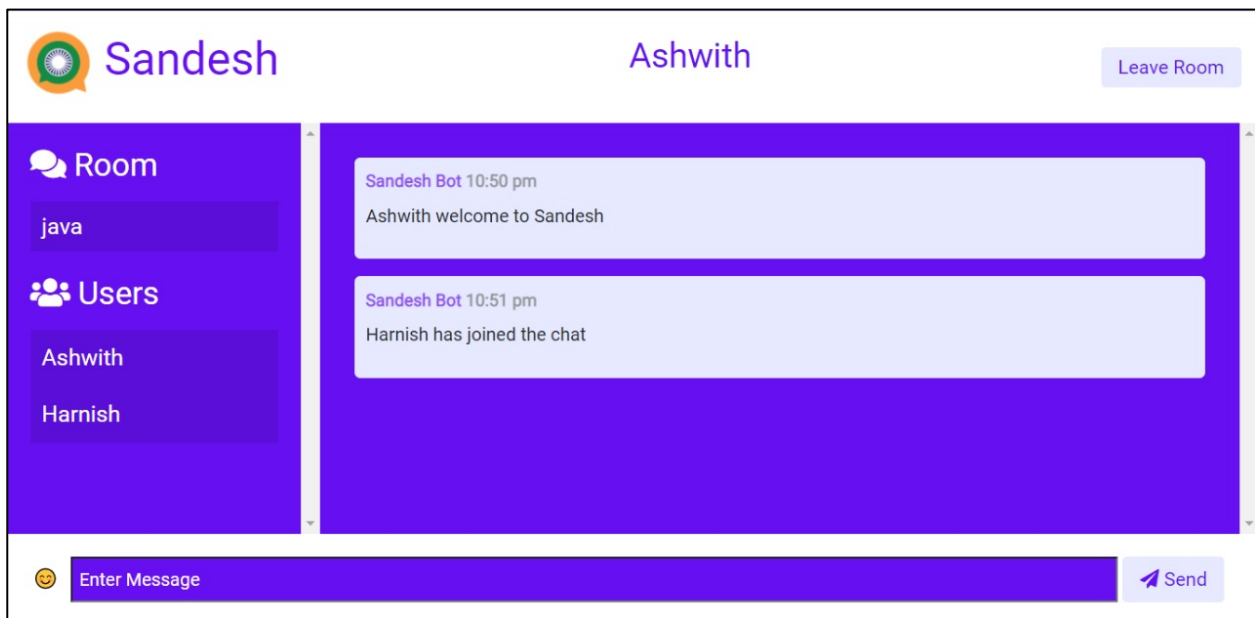 Sandesh
Ashwith
Leave Room
Room
java
Users
Ashwith
Harnish
Sandesh Bot 10:50 pm
Ashwith welcome to Sandesh
Sandesh Bot 10:51 pm
Harnish has joined the chat
Enter Message
Send